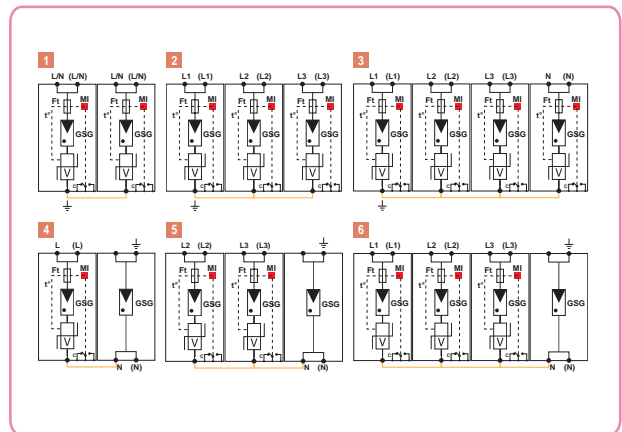 1
L/N (L/N) L/N (L/N)
Ft MI Ft MI
t° t°
GSG GSG
V V
C C
2
L1 (L1) L2 (L2) L3 (L3)
Ft MI Ft MI Ft MI
t° t° t°
GSG GSG GSG
V V V
C C C
3
L1 (L1) L2 (L2) L3 (L3) N (N)
Ft MI Ft MI Ft MI Ft MI
t° t° t° t°
GSG GSG GSG GSG
V V V V
C C C C
4
L (L)
Ft MI
t°
GSG GSG
V
C
N (N)
5
L2 (L2) L3 (L3)
Ft MI Ft MI
t° t°
GSG GSG GSG
V V
C C
N (N)
6
L1 (L1) L2 (L2) L3 (L3)
Ft MI Ft MI Ft MI
t° t° t°
GSG GSG GSG GSG
V V V
C C C
N (N)